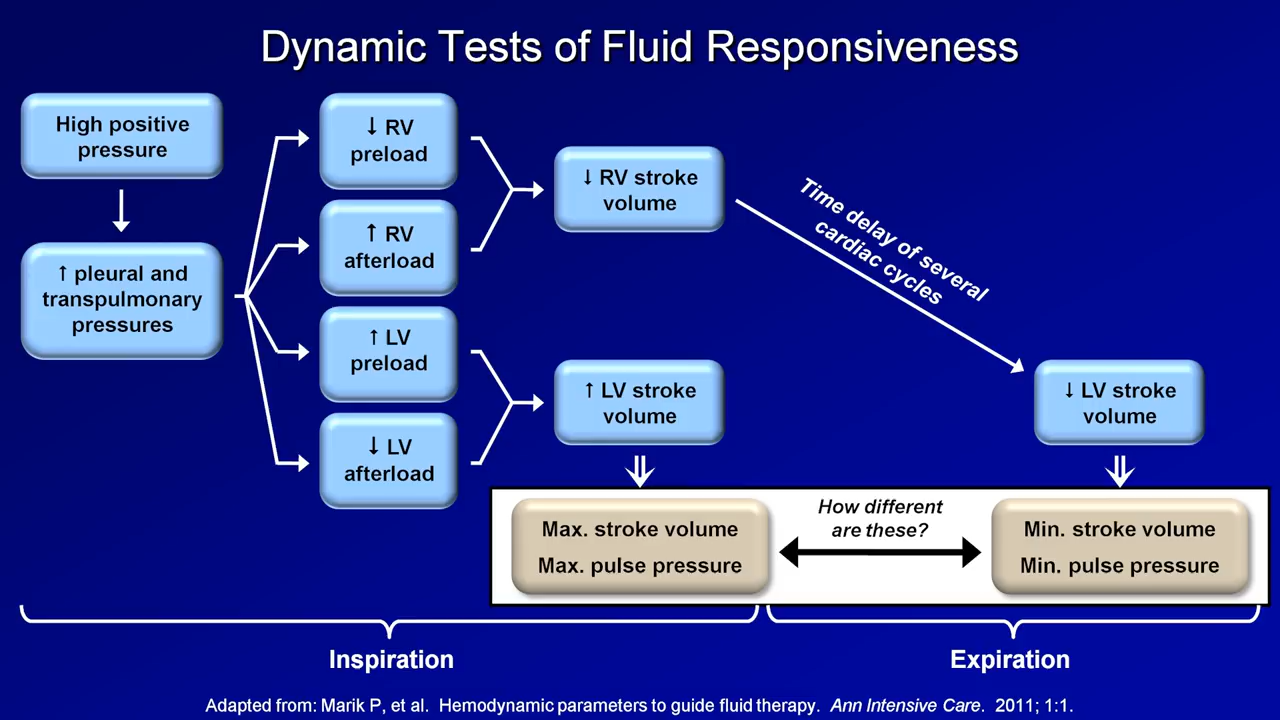 Dynamic Tests of Fluid Responsiveness
High positive
pressure
↑ pleural and
transpulmonary
pressures
↓ RV
preload
↑ RV
afterload
↑ LV
preload
↓ LV
afterload
↓ RV stroke
volume
↑ LV stroke
volume
Time delay of several
cardiac cycles
↓ LV stroke
volume
Max. stroke volume
Max. pulse pressure
How different
are these?
Min. stroke volume
Min. pulse pressure
Inspiration
Expiration
Adapted from: Marik P, et al. Hemodynamic parameters to guide fluid therapy. Ann Intensive Care. 2011; 1:1.